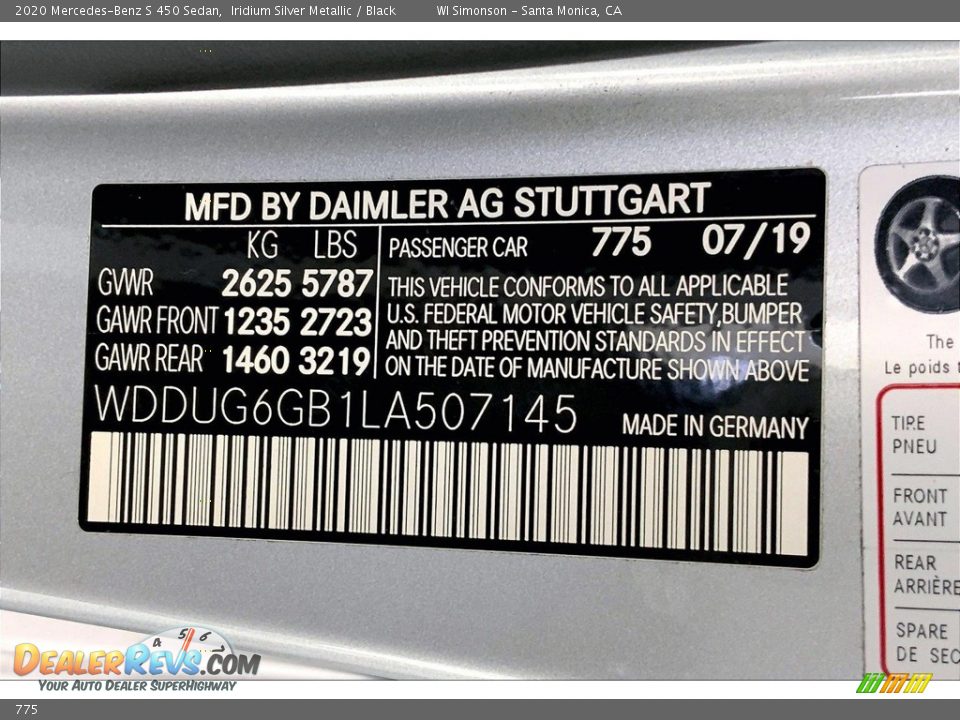 2020 Mercedes-Benz S 450 Sedan, Iridium Silver Metallic / Black WI Simonson - Santa Monica, CA
MFD BY DAIMLER AG STUTTGART
KG LBS
GVWR 2625 5787
GAWR FRONT 1235 2723
GAWR REAR 1460 3219
PASSENGER CAR 775 07/19
THIS VEHICLE CONFORMS TO ALL APPLICABLE
U.S. FEDERAL MOTOR VEHICLE SAFETY,BUMPER
AND THEFT PREVENTION STANDARDS IN EFFECT
ON THE DATE OF MANUFACTURE SHOWN ABOVE
WDDUG6GB1LA507145
MADE IN GERMANY
The
Le poids
TIRE
PNEU
FRONT
AVANT
REAR
ARRIÈRE
SPARE
DE SEC
4 5 6
DEALERREVS.COM
YOUR AUTO DEALER SUPERHIGHWAY
775